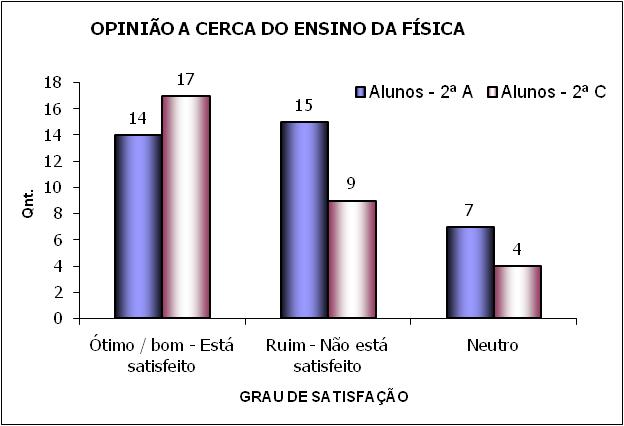 OPINIÃO A CERCA DO ENSINO DA FÍSICA
Alunos - 2ª A
Alunos - 2ª C
Qnt.
18
16
14
12
10
8
6
4
2
0
14
17
15
9
7
4
Ótimo / bom - Está
satisfeito
Ruim - Não está
satisfeito
Neutro
GRAU DE SATISFAÇÃO